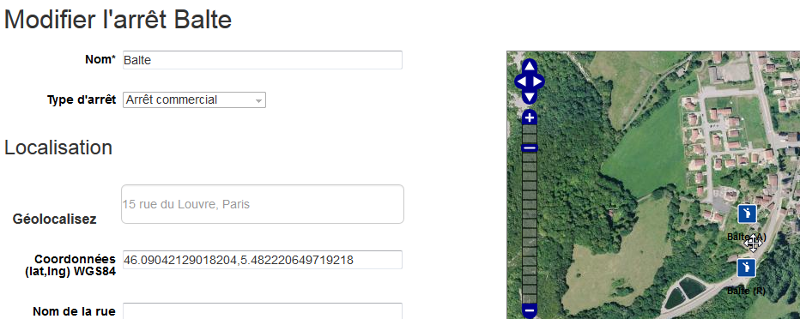 Modifier l'arrêt Balte
Nom*
Balte
Type d'arrêt
Arrêt commercial
Localisation
Géolocalisez
15 rue du Louvre, Paris
Coordonnées
(lat,lng) WGS84
46.09042129018204,5.482220649719218
Nom de la rue
Balte (A)
Balte (R)